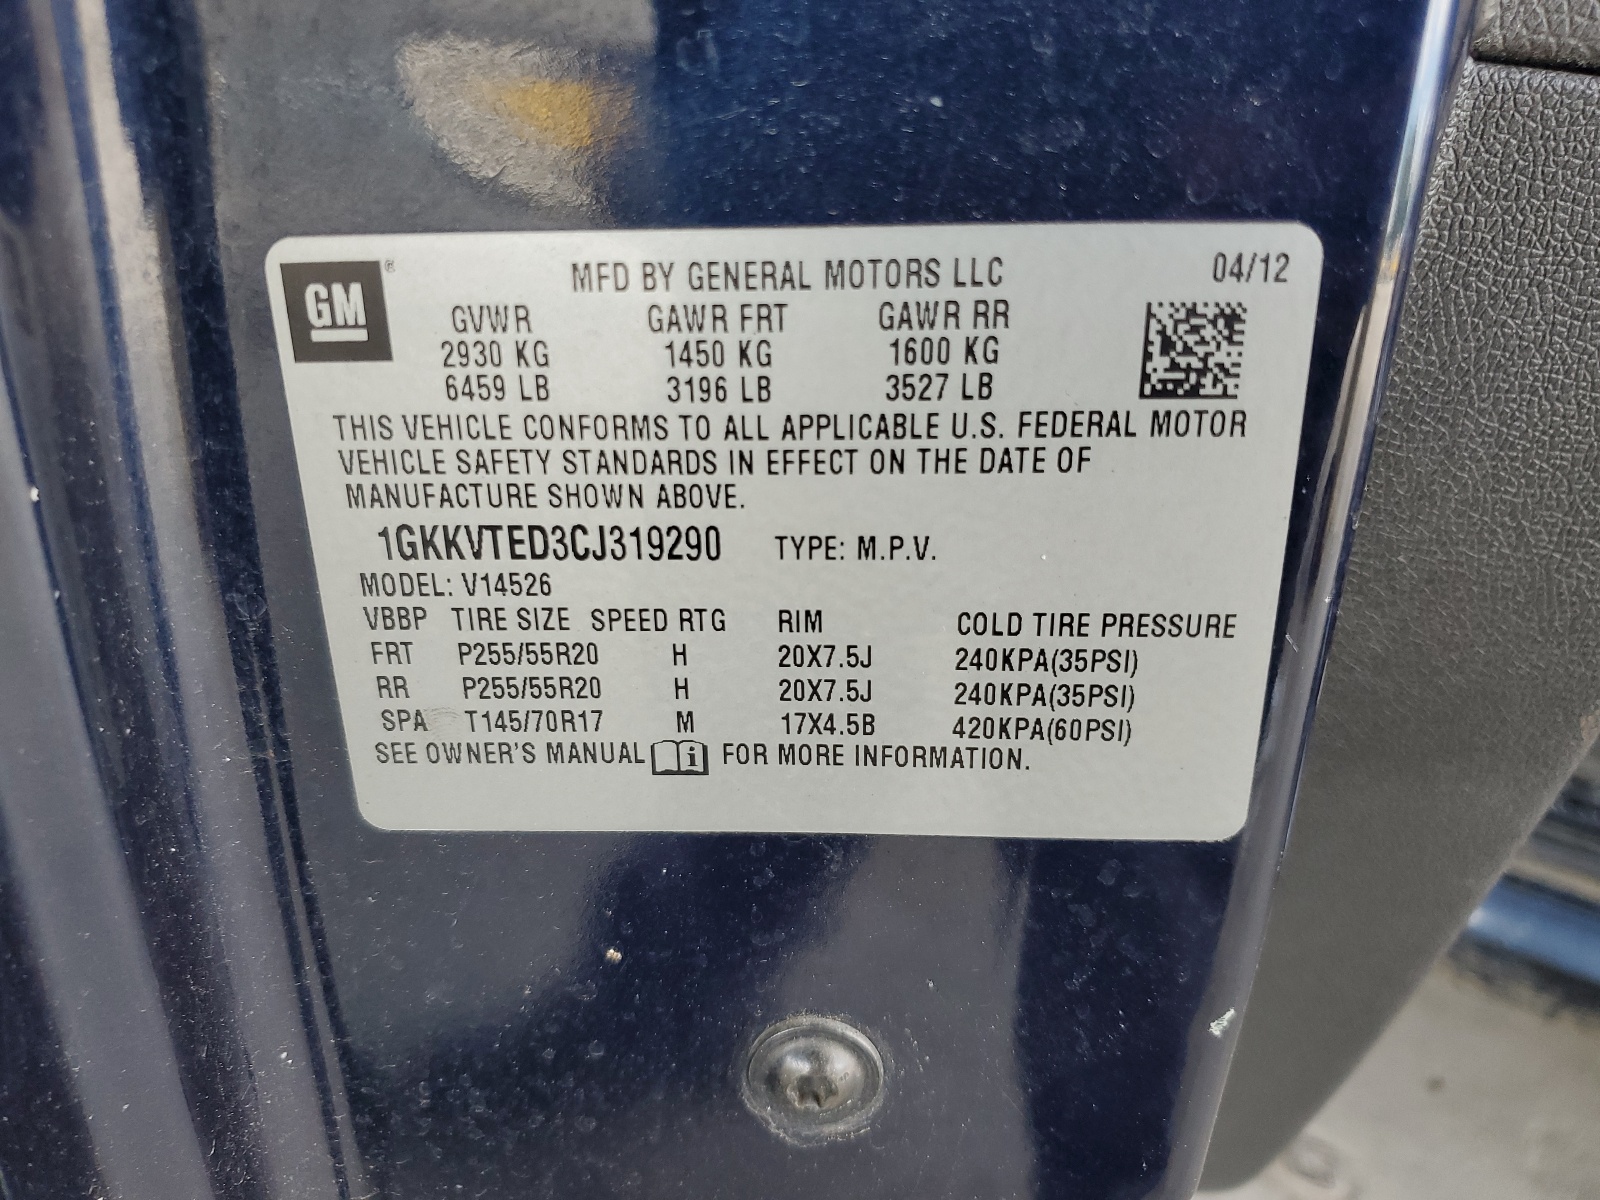 GM ® MFD BY GENERAL MOTORS LLC 04/12
GVWR GAWR FRT GAWR RR
2930 KG 1450 KG 1600 KG
6459 LB 3196 LB 3527 LB
THIS VEHICLE CONFORMS TO ALL APPLICABLE U.S. FEDERAL MOTOR
VEHICLE SAFETY STANDARDS IN EFFECT ON THE DATE OF
MANUFACTURE SHOWN ABOVE.
1GKKVTED3CJ319290 TYPE: M.P.V.
MODEL: V14526
VBBP TIRE SIZE SPEED RTG RIM COLD TIRE PRESSURE
FRT P255/55R20 H 20X7.5J 240KPA(35PSI)
RR P255/55R20 H 20X7.5J 240KPA(35PSI)
SPA T145/70R17 M 17X4.5B 420KPA(60PSI)
SEE OWNER'S MANUAL i FOR MORE INFORMATION.